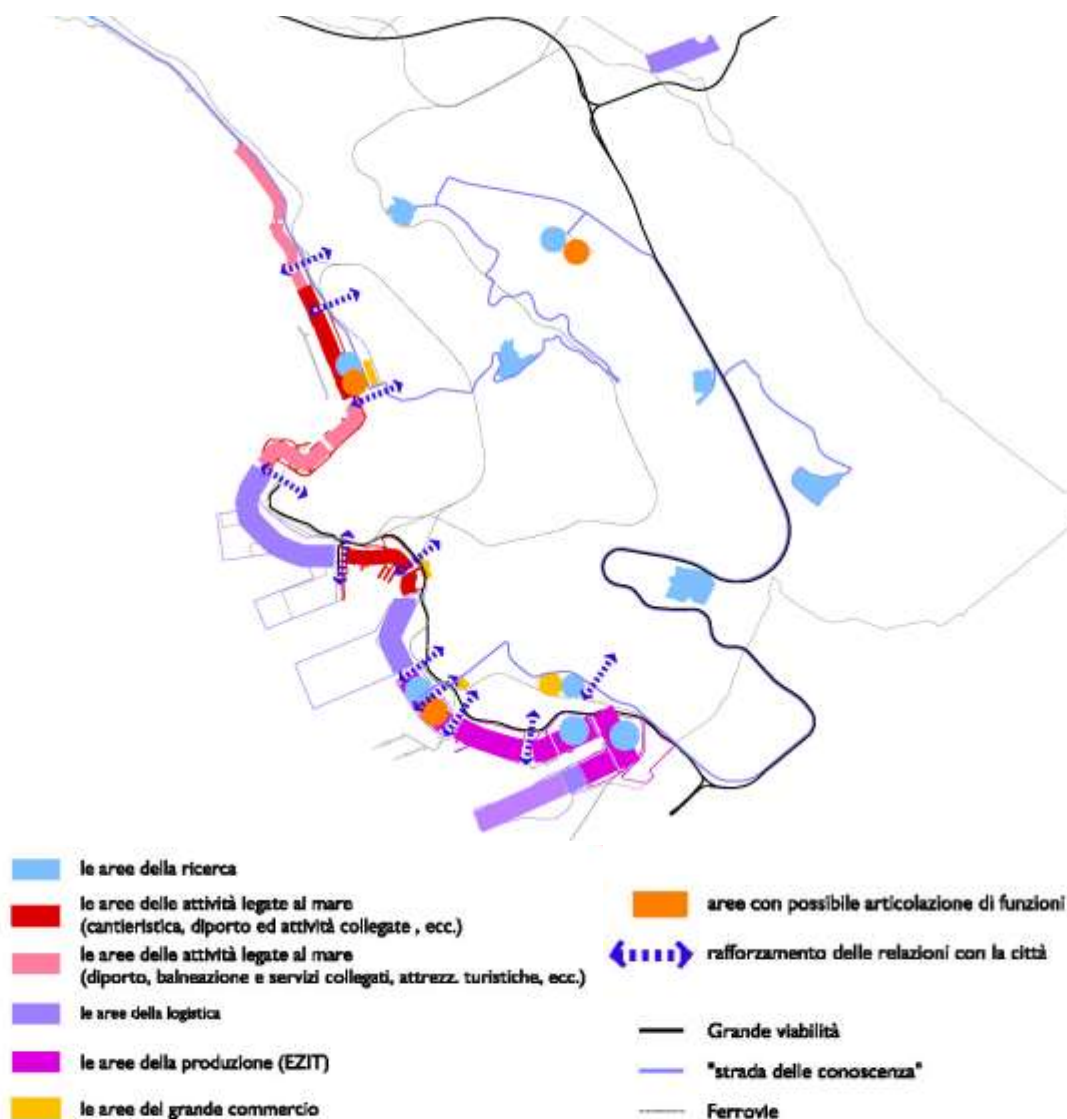 le aree della ricerca
le aree delle attività legate al mare
(cantieristica, diporto ed attività collegate , ecc.)
le aree delle attività legate al mare
(diporto, balneazione e servizi collegati, attrezz. turistiche, ecc.)
le aree della logistica
le aree della produzione (EZIT)
le aree del grande commercio
aree con possibile articolazione di funzioni
rafforzamento delle relazioni con la città
Grande viabilità
"strada delle conoscenza"
Ferrovie